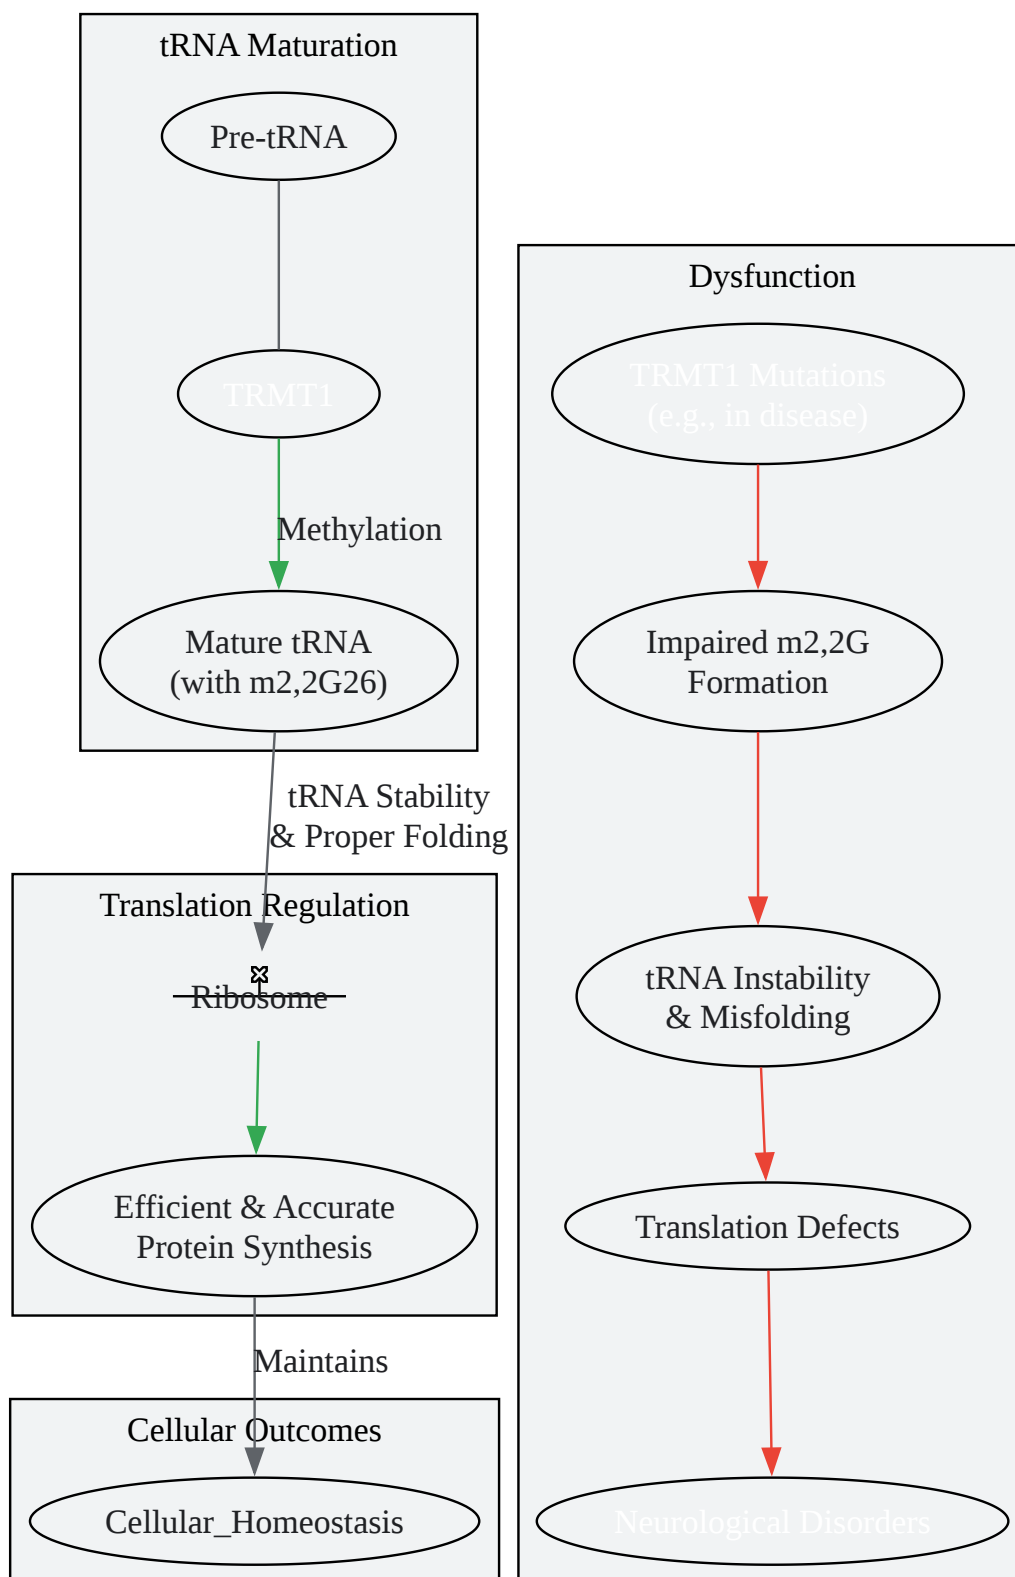 tRNA Maturation
Pre-tRNA
TRMT1
Methylation
Mature tRNA
(with m2,2G26)
tRNA Stability
& Proper Folding
Translation Regulation
Ribosome
Efficient & Accurate
Protein Synthesis
Maintains
Cellular Outcomes
Cellular_Homeostasis
Dysfunction
TRMT1 Mutations
(e.g., in disease)
Impaired m2,2G
Formation
tRNA Instability
& Misfolding
Translation Defects
Neurological Disorders